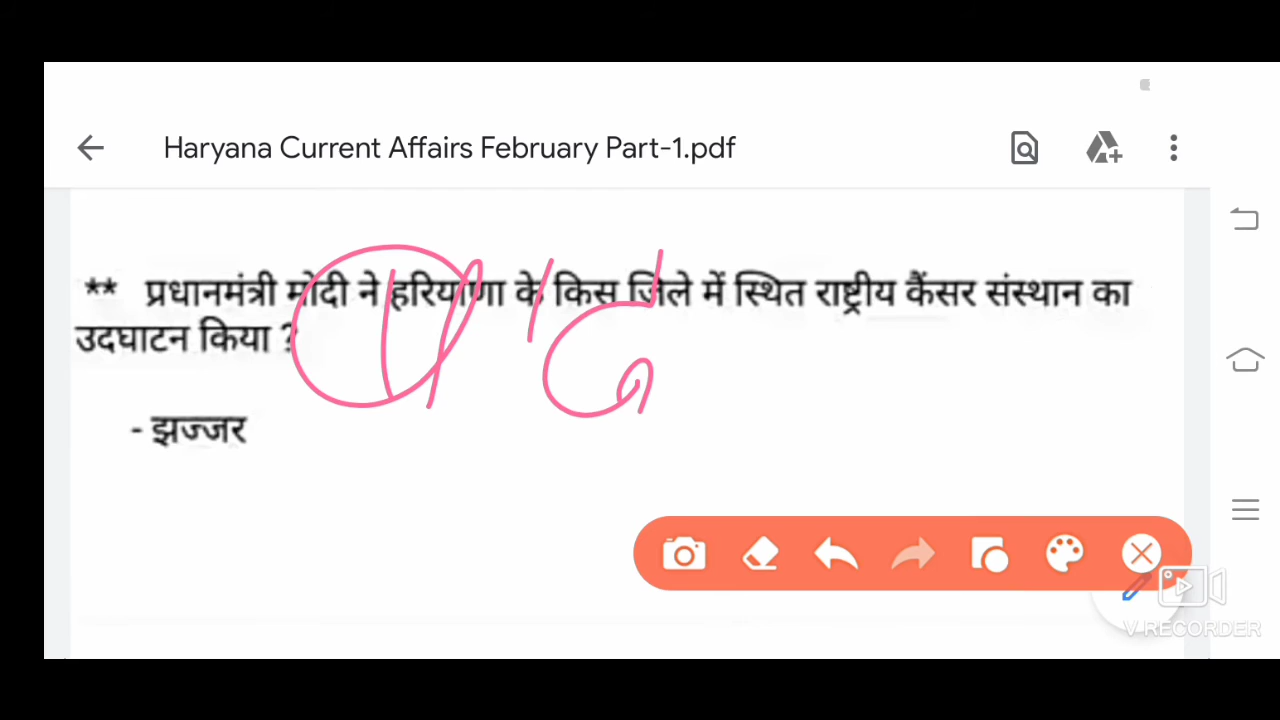 Haryana Current Affairs February Part-1.pdf
** प्रधानमंत्री मोदी ने हरियाणा के किस जिले में स्थित राष्ट्रीय कैंसर संस्थान का
उदघाटन किया ?
- झज्जर
V RECORDER